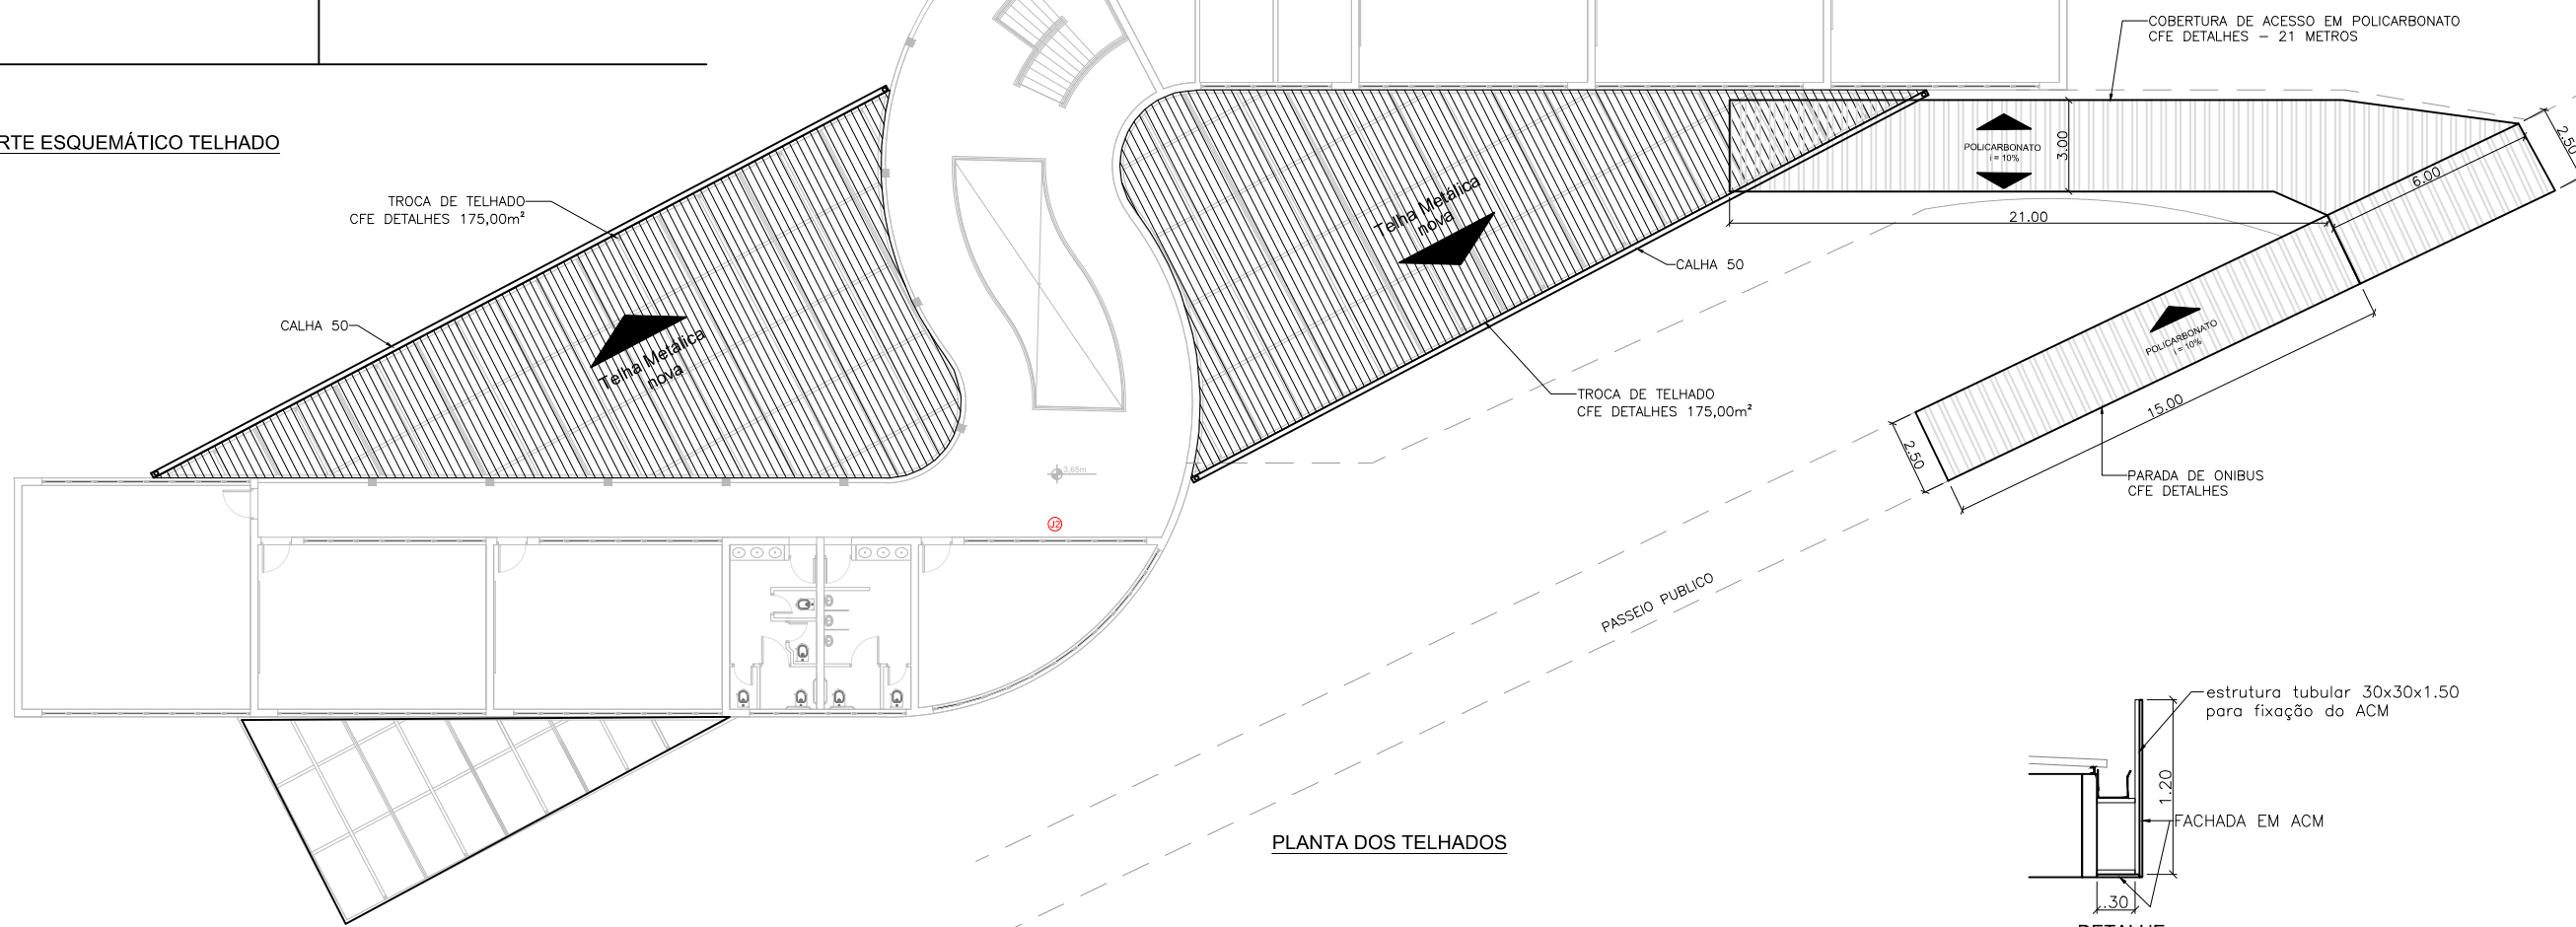 COBERTURA DE ACESSO EM POLICARBONATO
CFE DETALHES - 21 METROS
RTE ESQUEMÁTICO TELHADO
TROCA DE TELHADO
CFE DETALHES 175,00m²
CALHA 50
Telha Metálica
nova
Telha Metálica
nova
CALHA 50
TROCA DE TELHADO
CFE DETALHES 175,00m²
POLICARBONATO
i = 10%
3.00
21.00
6.00
2.50
POLICARBONATO
i = 10%
15.00
2.50
PARADA DE ONIBUS
CFE DETALHES
3,65m
J2
PASSEIO PUBLICO
PLANTA DOS TELHADOS
estrutura tubular 30x30x1.50
para fixação do ACM
1.20
FACHADA EM ACM
.30
DETALHE